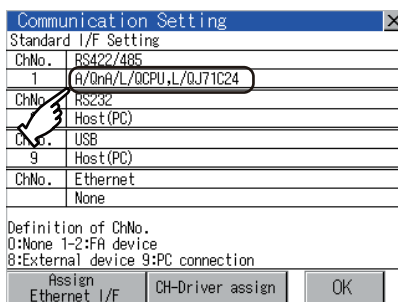 Communication Setting ×
Standard I/F Setting
ChNo. RS422/485
1 A/QnA/L/QCPU,L/QJ71C24
ChNo. RS232
Host(PC)
ChNo. USB
9 Host(PC)
ChNo. Ethernet
None
Definition of ChNo.
0:None 1-2:FA device
8:External device 9:PC connection
Assign
Ethernet I/F
CH-Driver assign
OK